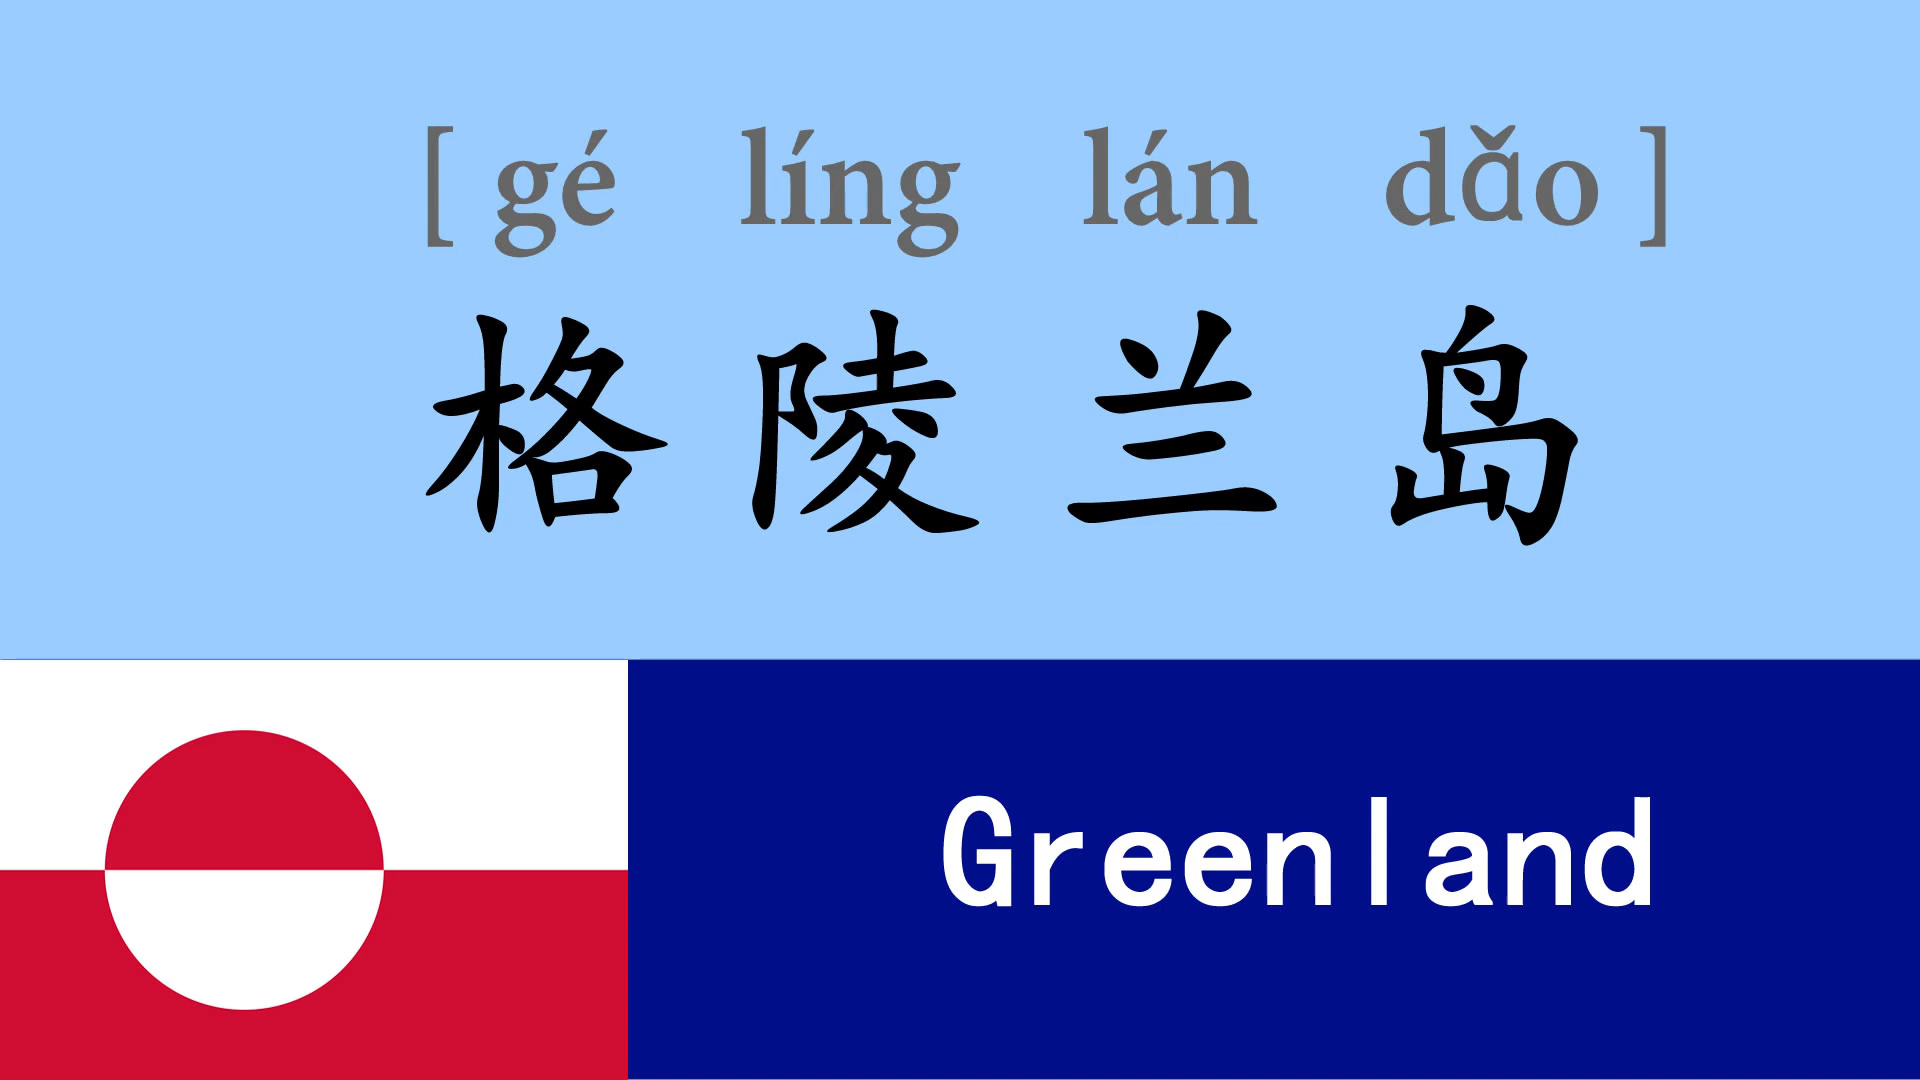 [ gé líng lán dǎo ]
格陵兰岛
Greenland